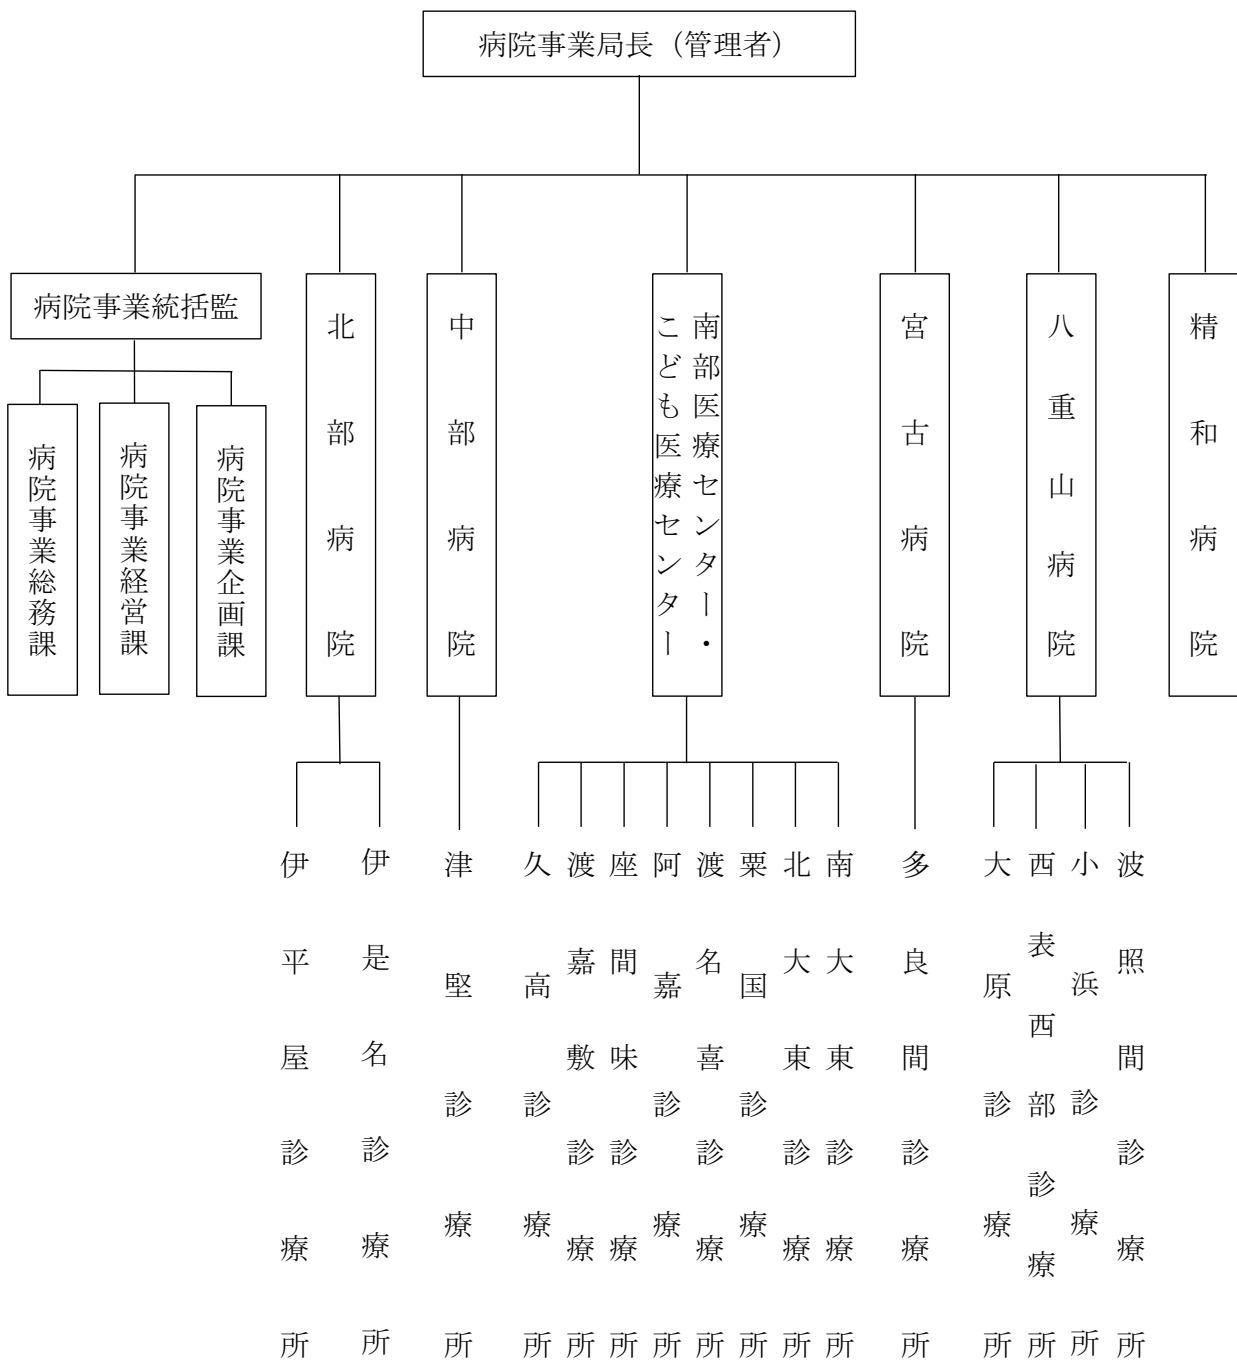 病院事業局長（管理者）
病院事業統括監
病院事業総務課
病院事業経営課
病院事業企画課
北部病院
中部病院
南部医療センター・
こども医療センター
宮古病院
八重山病院
精和病院
伊平屋診療所
伊是名診療所
津堅診療所
久高診療所
渡嘉敷診療所
座間味診療所
阿嘉診療所
渡名喜診療所
粟国診療所
北大東診療所
南大東診療所
多良間診療所
大原診療所
西表西部診療所
小浜診療所
波照間診療所